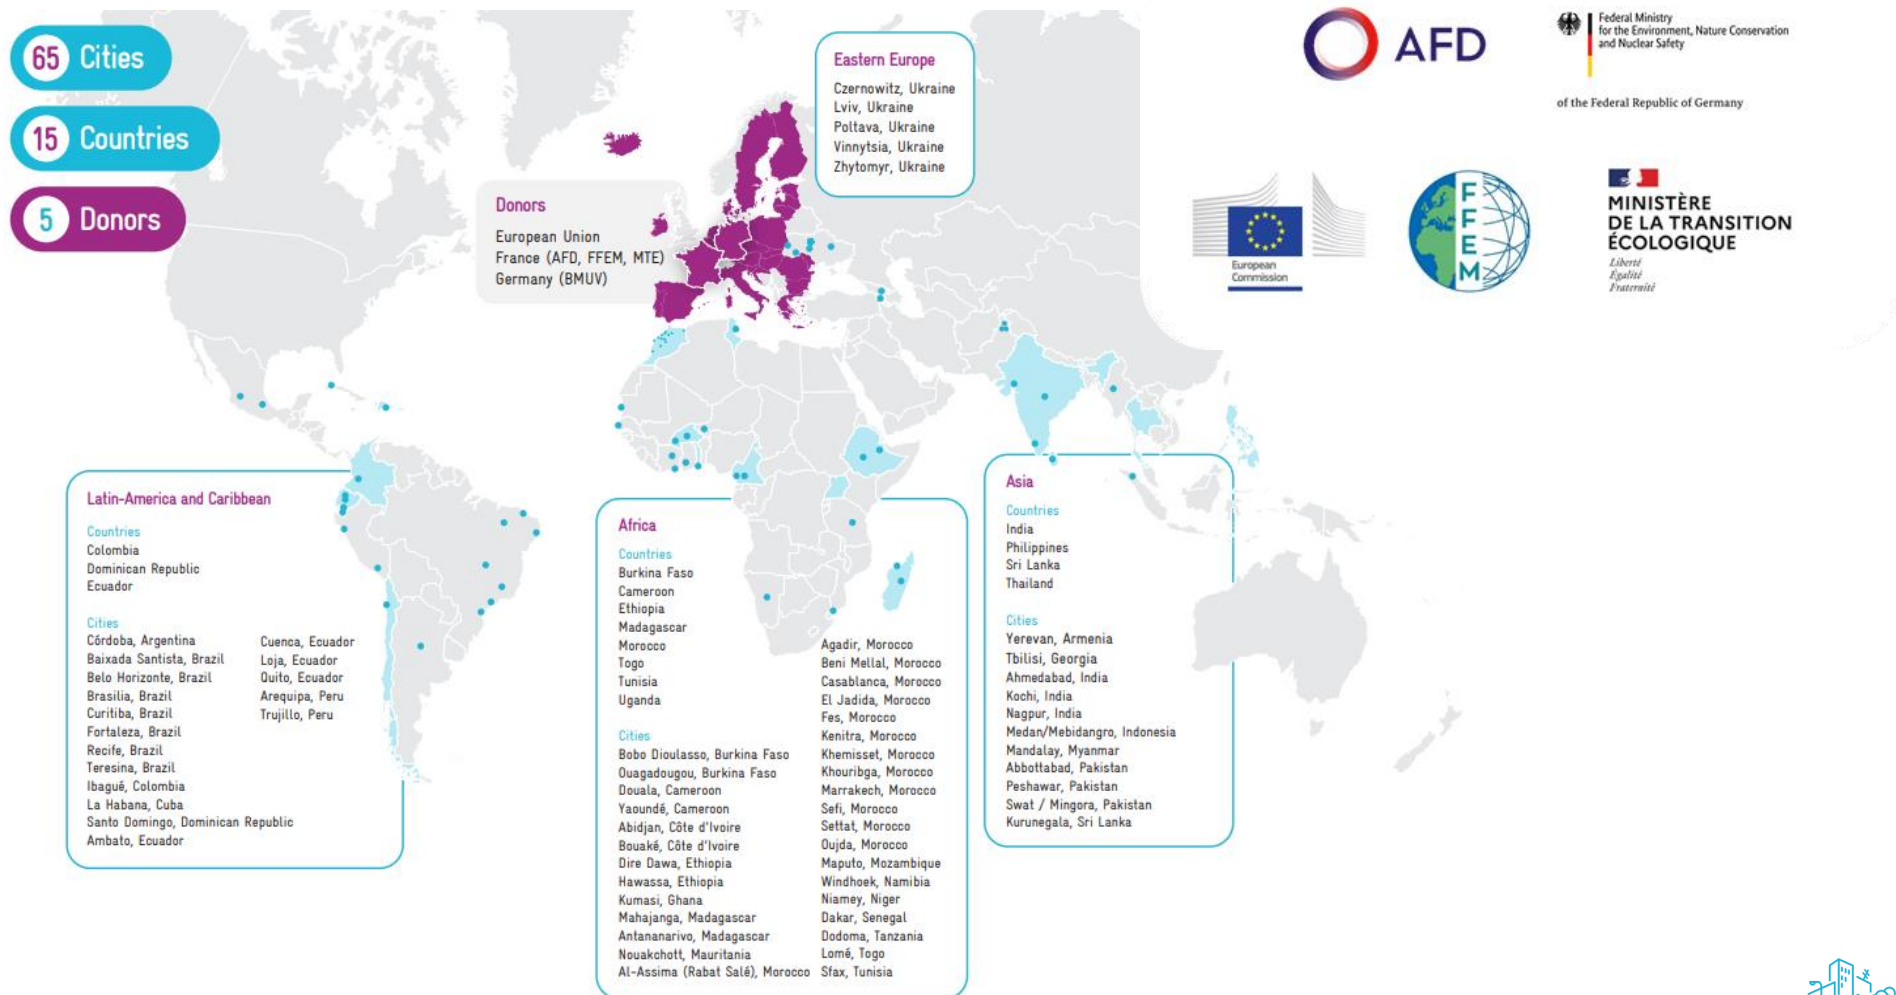 65 Cities
15 Countries
5 Donors
Donors
European Union
France (AFD, FFEM, MTE)
Germany (BMUV)
Eastern Europe
Czernowitz, Ukraine
Lviv, Ukraine
Poltava, Ukraine
Vinnytsia, Ukraine
Zhytomyr, Ukraine
AFD
Federal Ministry
for the Environment, Nature Conservation
and Nuclear Safety
of the Federal Republic of Germany
European
Commission
FFEM
MINISTÈRE
DE LA TRANSITION
ÉCOLOGIQUE
Liberté
Égalité
Fraternité
Latin-America and Caribbean
Countries
Colombia
Dominican Republic
Ecuador
Cities
Córdoba, Argentina
Baixada Santista, Brazil
Belo Horizonte, Brazil
Brasilia, Brazil
Curitiba, Brazil
Fortaleza, Brazil
Recife, Brazil
Teresina, Brazil
Ibagué, Colombia
La Habana, Cuba
Santo Domingo, Dominican Republic
Ambato, Ecuador
Cuenca, Ecuador
Loja, Ecuador
Quito, Ecuador
Arequipa, Peru
Trujillo, Peru
Africa
Countries
Burkina Faso
Cameroon
Ethiopia
Madagascar
Morocco
Togo
Tunisia
Uganda
Cities
Bobo Dioulasso, Burkina Faso
Ouagadougou, Burkina Faso
Douala, Cameroon
Yaoundé, Cameroon
Abidjan, Côte d'Ivoire
Bouaké, Côte d'Ivoire
Dire Dawa, Ethiopia
Hawassa, Ethiopia
Kumasi, Ghana
Mahajanga, Madagascar
Antananarivo, Madagascar
Nouakchott, Mauritania
Al-Assima (Rabat Salé), Morocco
Agadir, Morocco
Beni Mellal, Morocco
Casablanca, Morocco
El Jadida, Morocco
Fes, Morocco
Kenitra, Morocco
Khemisset, Morocco
Khouribga, Morocco
Marrakech, Morocco
Sefi, Morocco
Settat, Morocco
Oujda, Morocco
Maputo, Mozambique
Windhoek, Namibia
Niamey, Niger
Dakar, Senegal
Dodoma, Tanzania
Lomé, Togo
Sfax, Tunisia
Asia
Countries
India
Philippines
Sri Lanka
Thailand
Cities
Yerevan, Armenia
Tbilisi, Georgia
Ahmedabad, India
Kochi, India
Nagpur, India
Medan/Mebidangro, Indonesia
Mandalay, Myanmar
Abbottabad, Pakistan
Peshawar, Pakistan
Swat / Mingora, Pakistan
Kurunegala, Sri Lanka